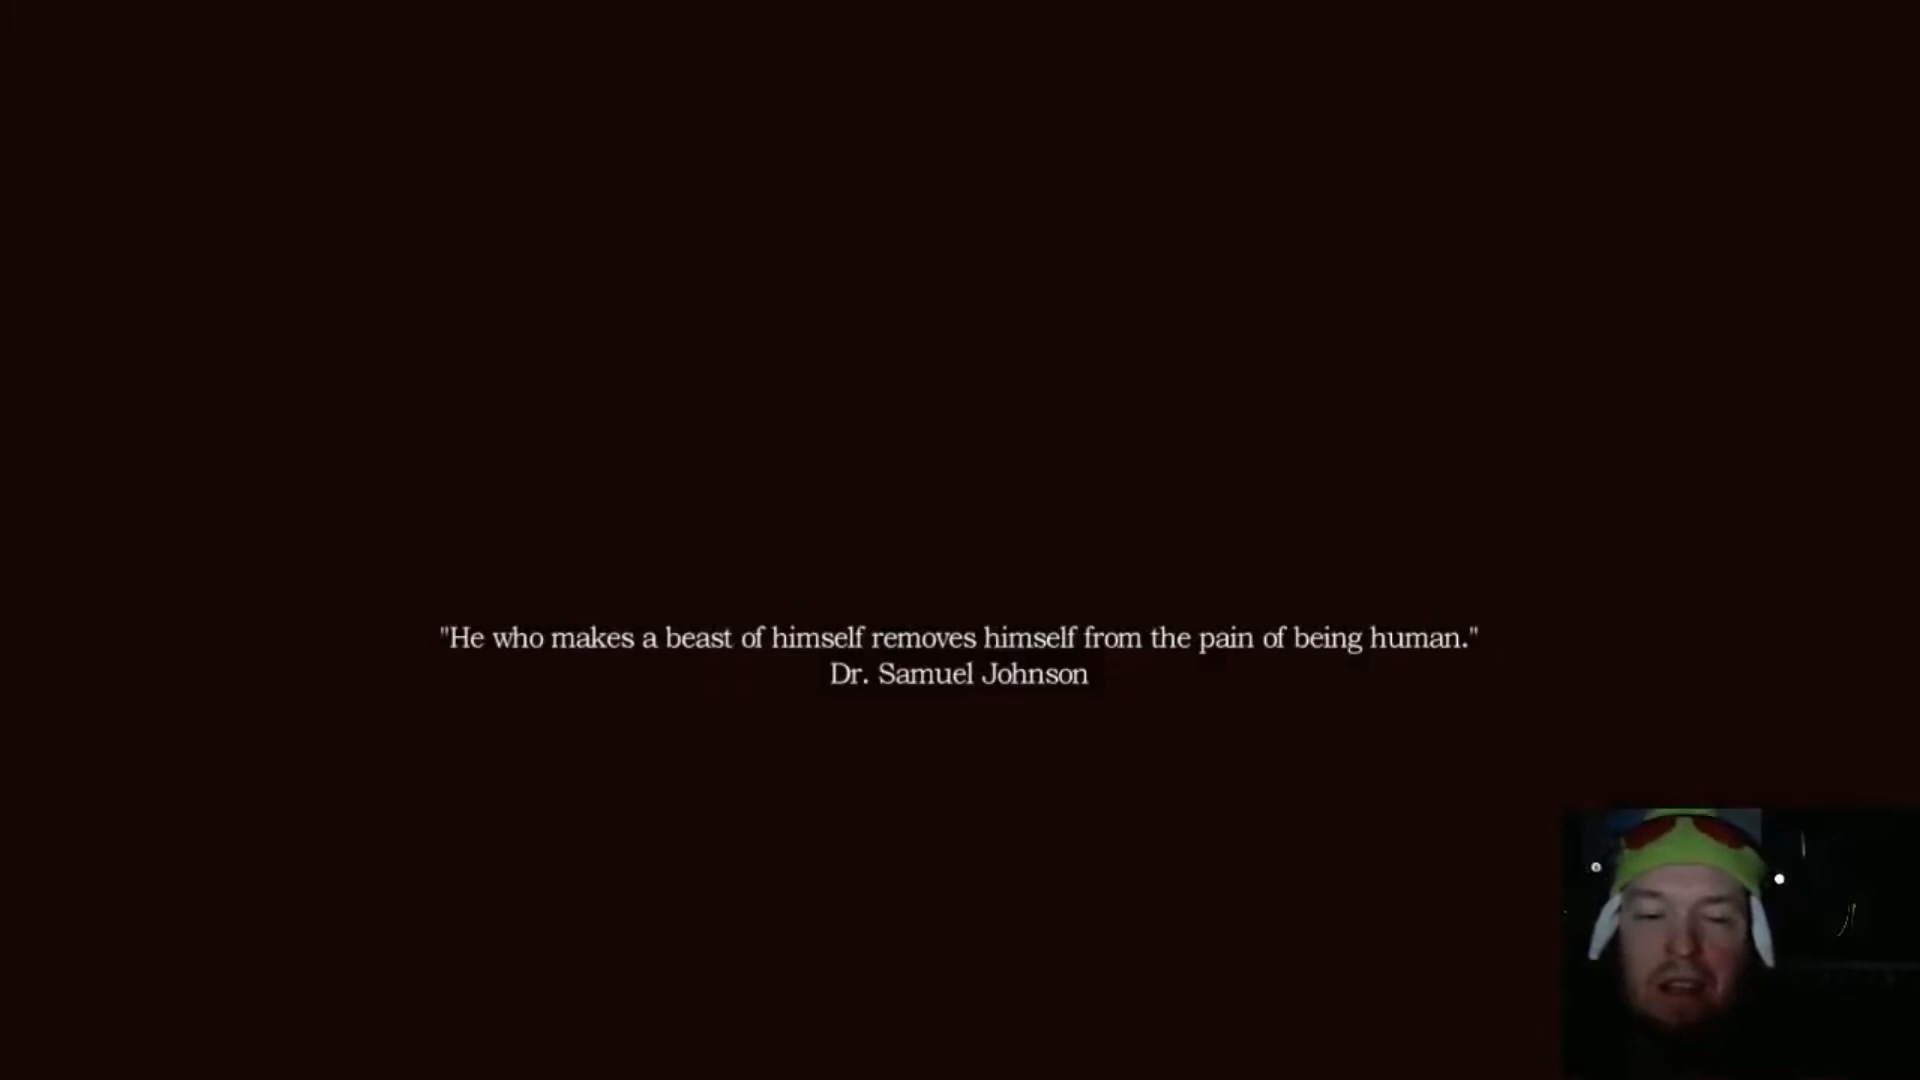 "He who makes a beast of himself removes himself from the pain of being human."
Dr. Samuel Johnson